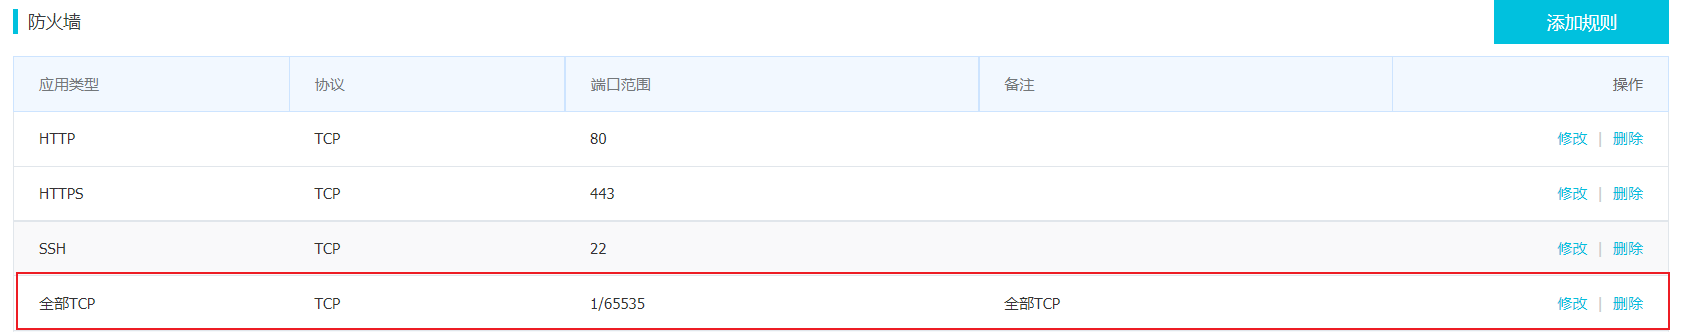 防火墙
添加规则
应用类型 协议 端口范围 备注 操作
HTTP TCP 80 修改 | 删除
HTTPS TCP 443 修改 | 删除
SSH TCP 22 修改 | 删除
全部TCP TCP 1/65535 全部TCP 修改 | 删除